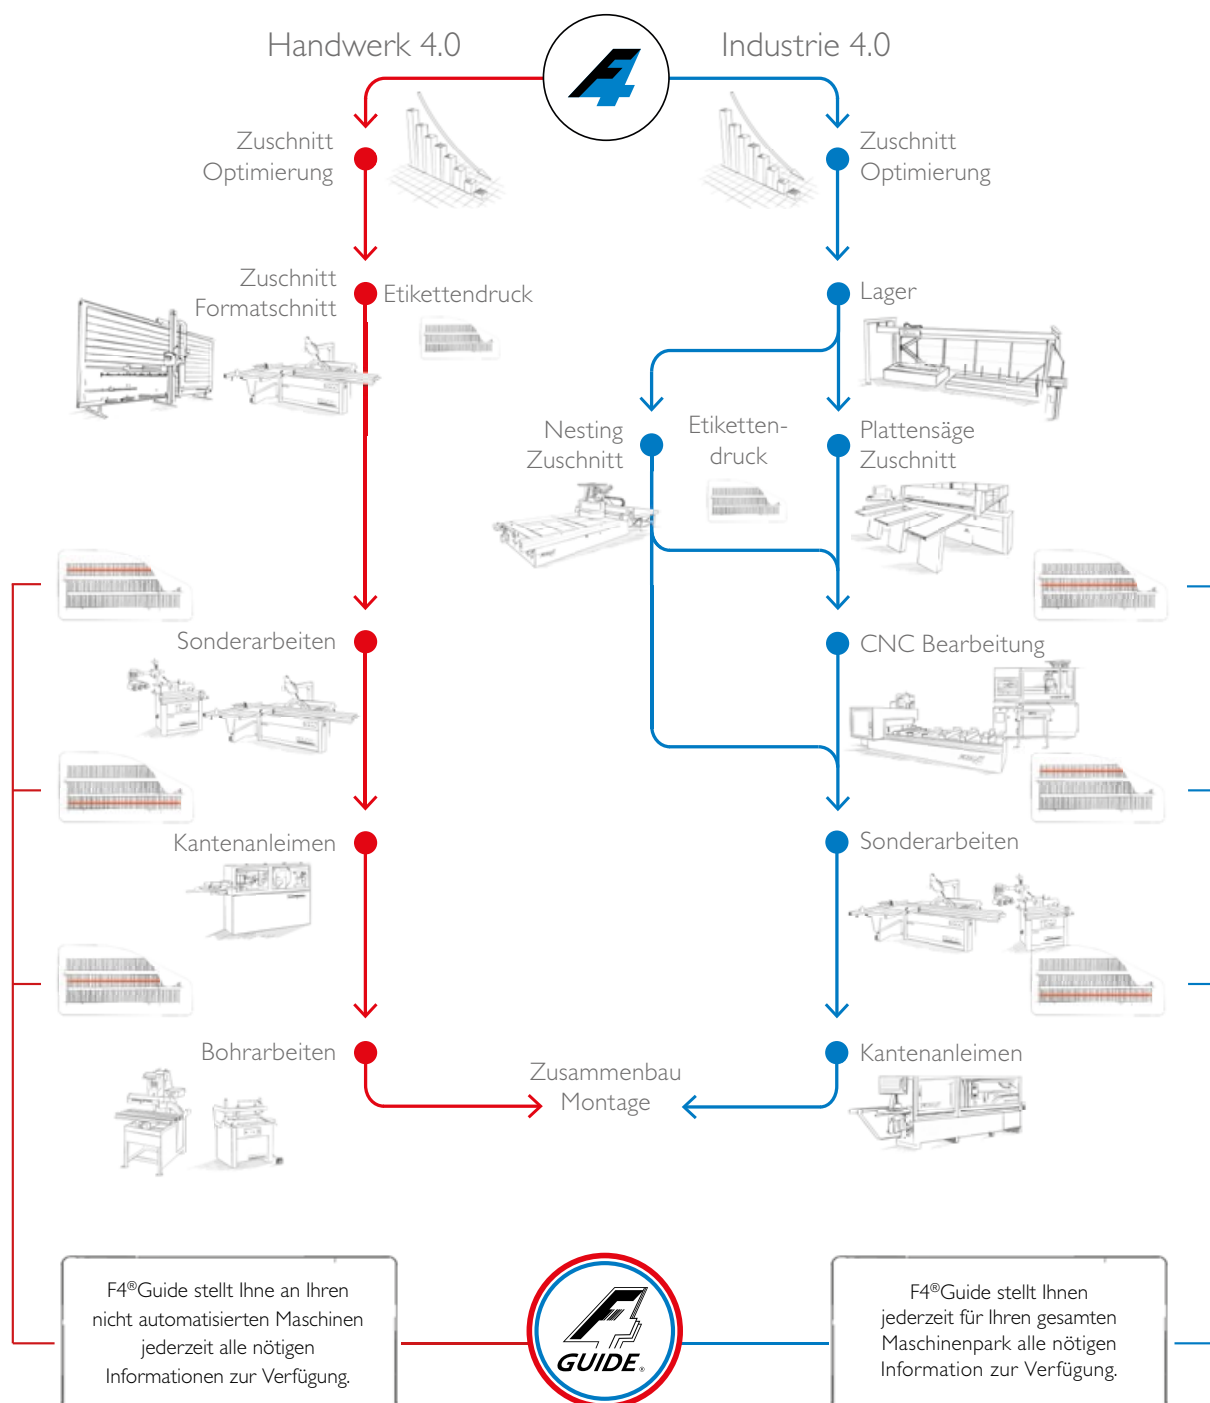 Handwerk 4.0
F4
Industrie 4.0
Zuschnitt
Optimierung
Zuschnitt
Optimierung
Zuschnitt
Formatschnitt
Etikettendruck
Lager
Nesting
Zuschnitt
Etiketten-
druck
Plattensäge
Zuschnitt
Sonderarbeiten
CNC Bearbeitung
Kantenanleimen
Sonderarbeiten
Bohrarbeiten
Zusammenbau
Montage
Kantenanleimen
F4®Guide stellt Ihne an Ihren
nicht automatisierten Maschinen
jederzeit alle nötigen
Informationen zur Verfügung.
F4
GUIDE®
F4®Guide stellt Ihnen
jederzeit für Ihren gesamten
Maschinenpark alle nötigen
Information zur Verfügung.